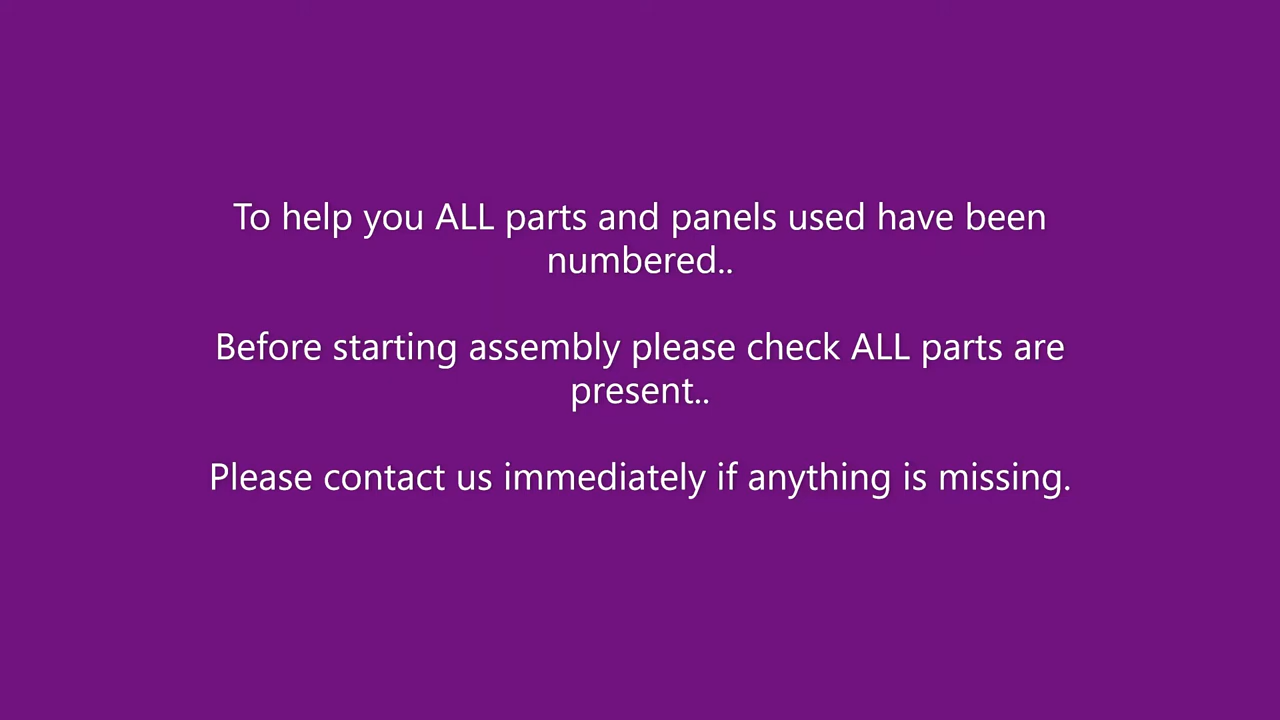 To help you ALL parts and panels used have been
numbered..
Before starting assembly please check ALL parts are
present..
Please contact us immediately if anything is missing.